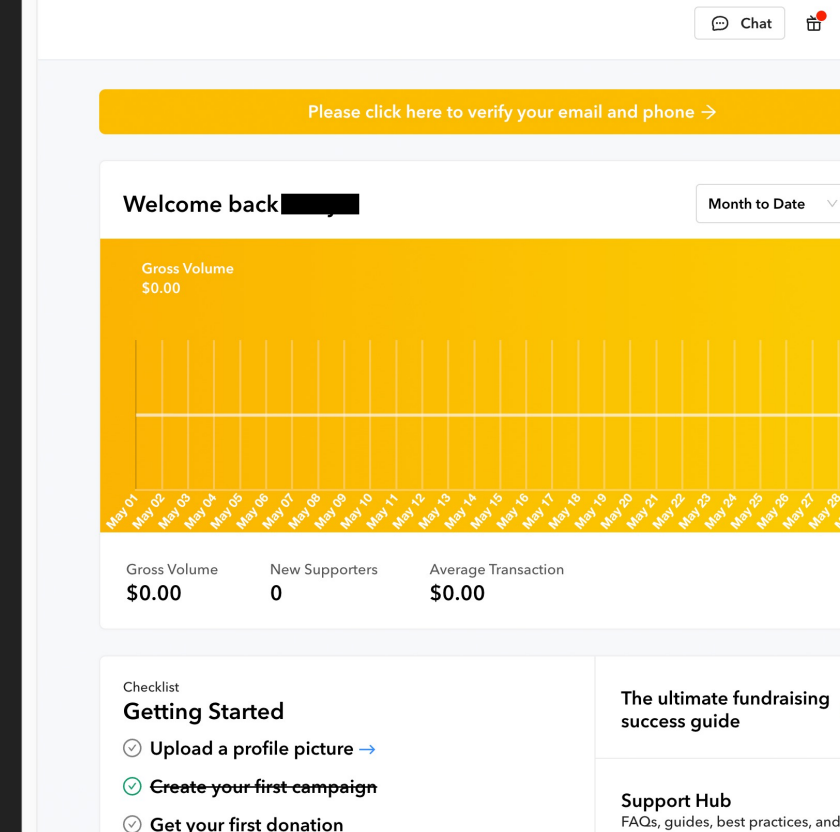 Chat
Please click here to verify your email and phone →
Welcome back
Month to Date
Gross Volume
$0.00
May 01
May 02
May 03
May 04
May 05
May 06
May 07
May 08
May 09
May 10
May 11
May 12
May 13
May 14
May 15
May 16
May 17
May 18
May 19
May 20
May 21
May 22
May 23
May 24
May 25
May 26
May 27
May 28
Gross Volume
New Supporters
Average Transaction
$0.00
0
$0.00
Checklist
Getting Started
Upload a profile picture →
Create your first campaign
Get your first donation
The ultimate fundraising
success guide
Support Hub
FAQs, guides, best practices, and